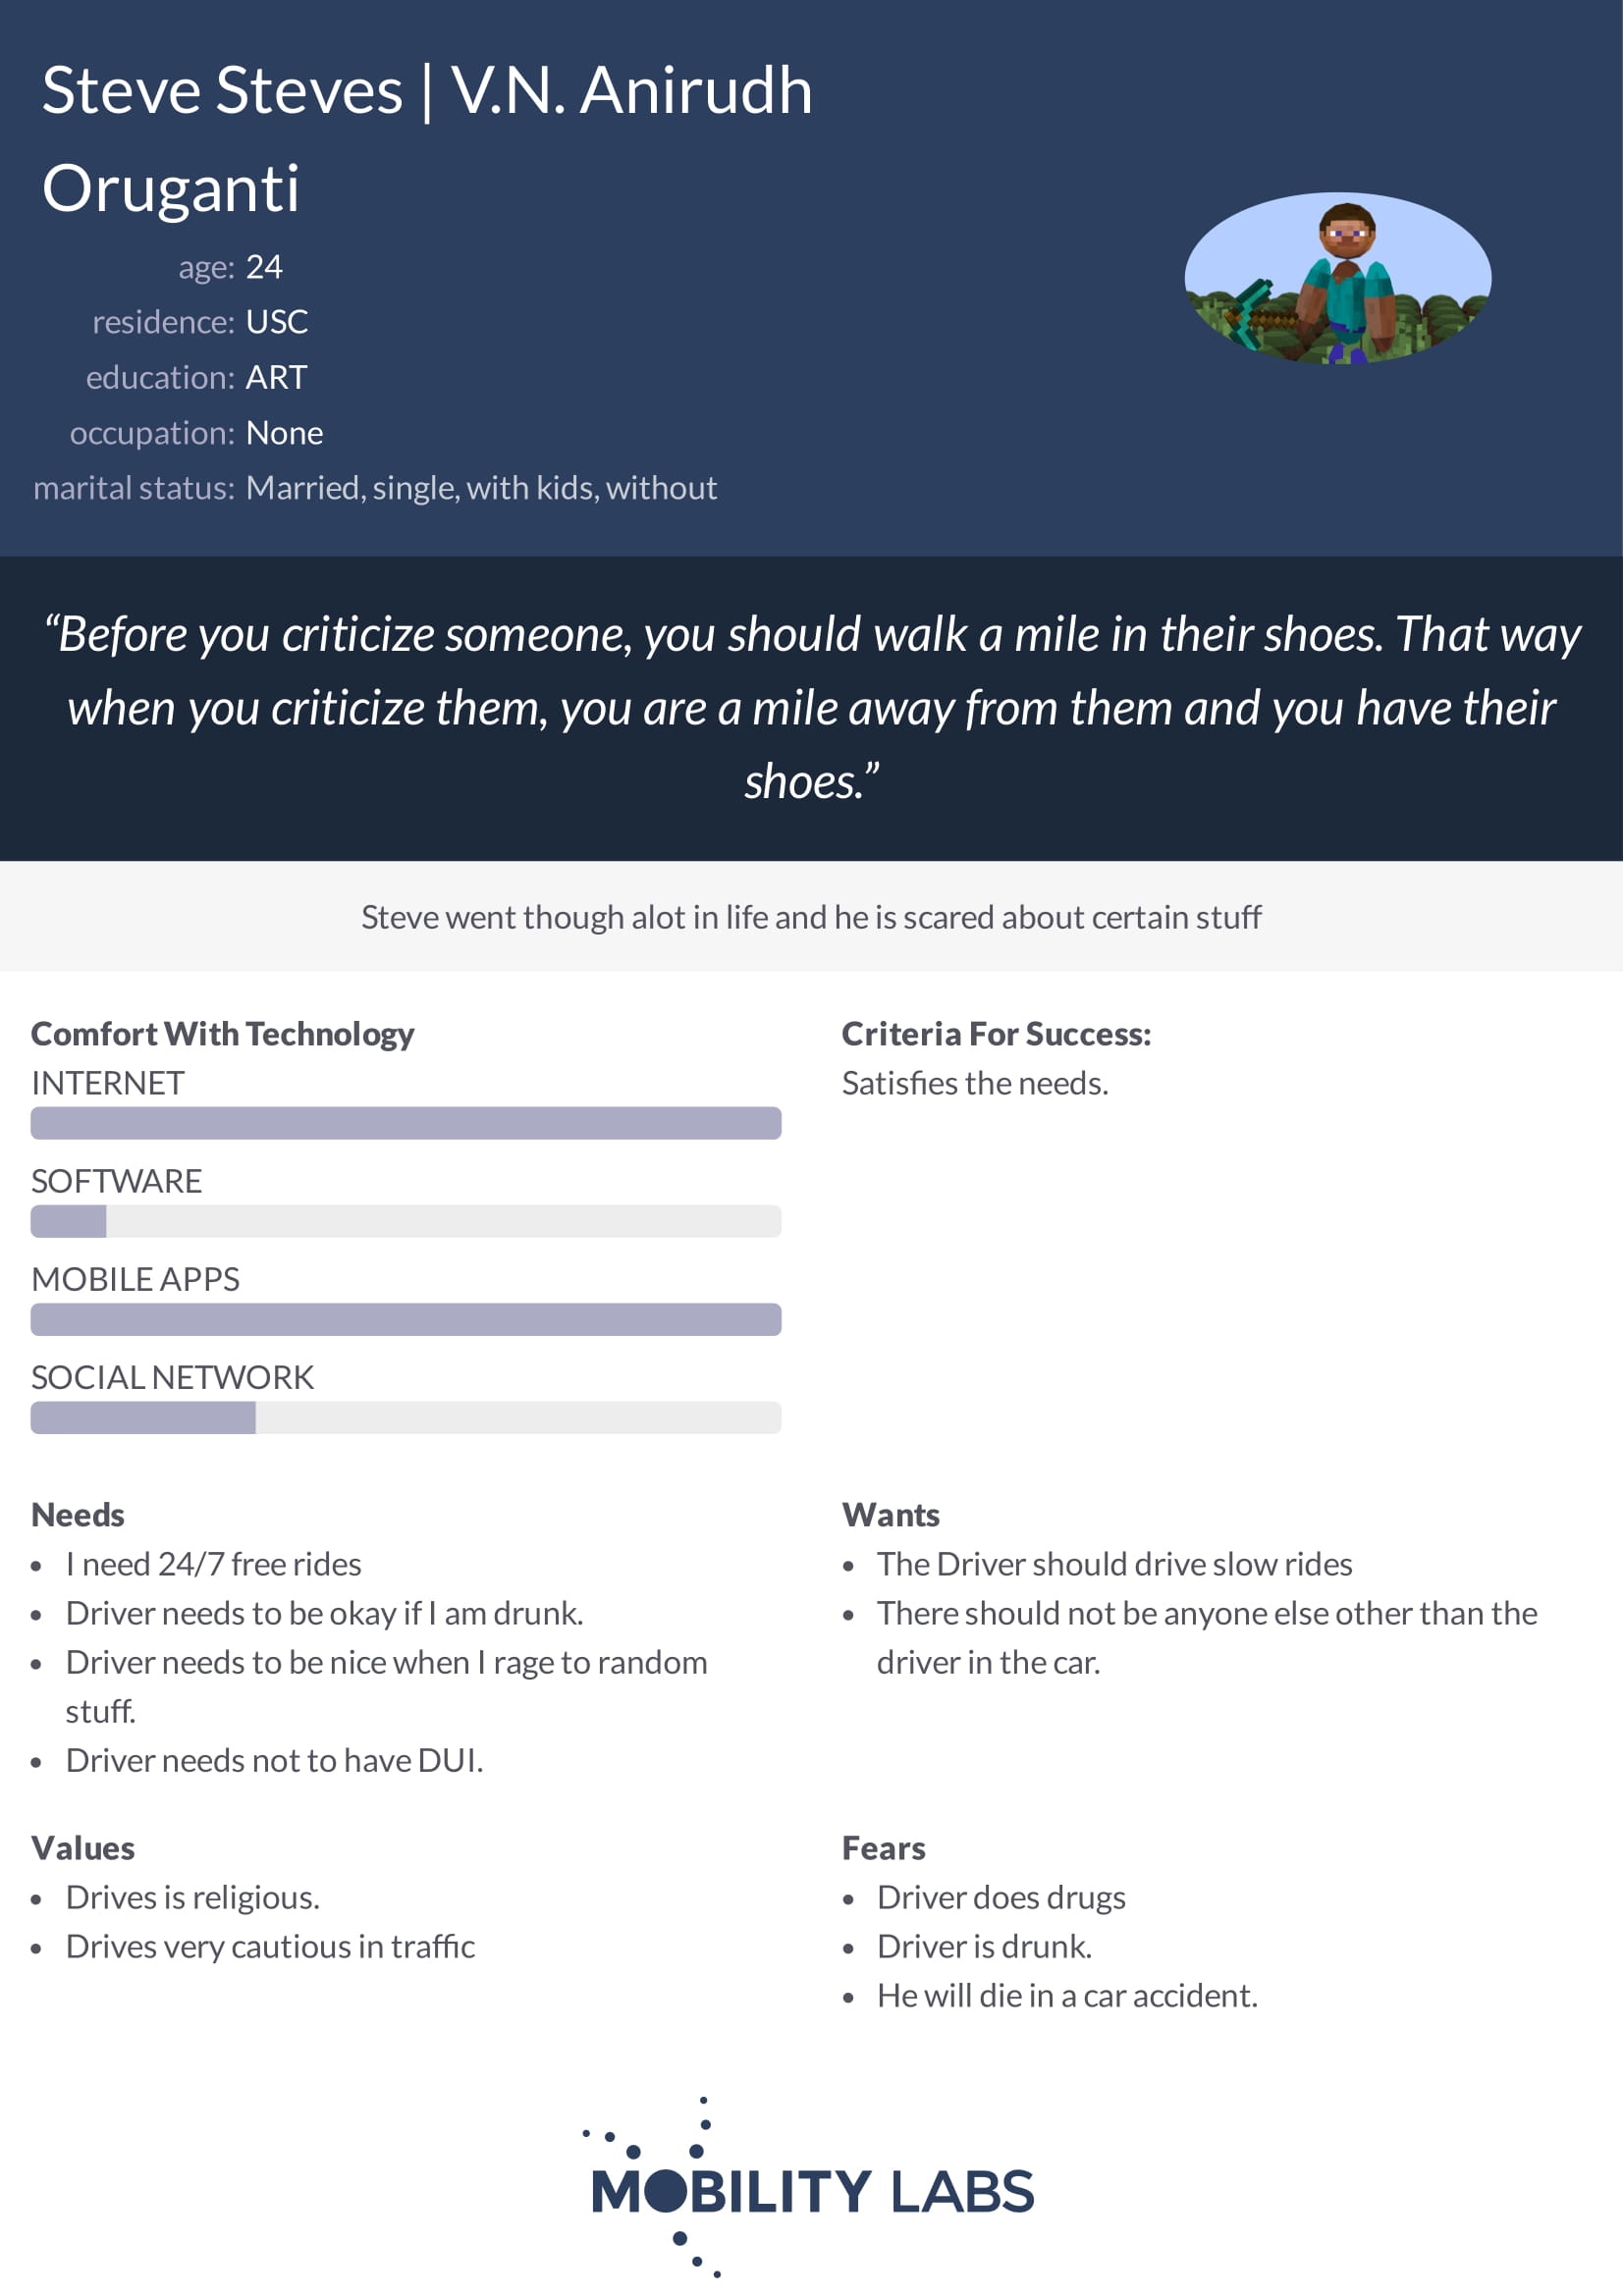 Steve Steves | V.N. Anirudh
Oruganti
age: 24
residence: USC
education: ART
occupation: None
marital status: Married, single, with kids, without
“Before you criticize someone, you should walk a mile in their shoes. That way
when you criticize them, you are a mile away from them and you have their
shoes.”
Steve went though alot in life and he is scared about certain stuff
Comfort With Technology
INTERNET
SOFTWARE
MOBILE APPS
SOCIAL NETWORK
Criteria For Success:
Satisfies the needs.
Needs
• I need 24/7 free rides
• Driver needs to be okay if I am drunk.
• Driver needs to be nice when I rage to random
stuff.
• Driver needs not to have DUI.
Wants
• The Driver should drive slow rides
• There should not be anyone else other than the
driver in the car.
Values
• Drives is religious.
• Drives very cautious in traffic
Fears
• Driver does drugs
• Driver is drunk.
• He will die in a car accident.
MOBILITY LABS